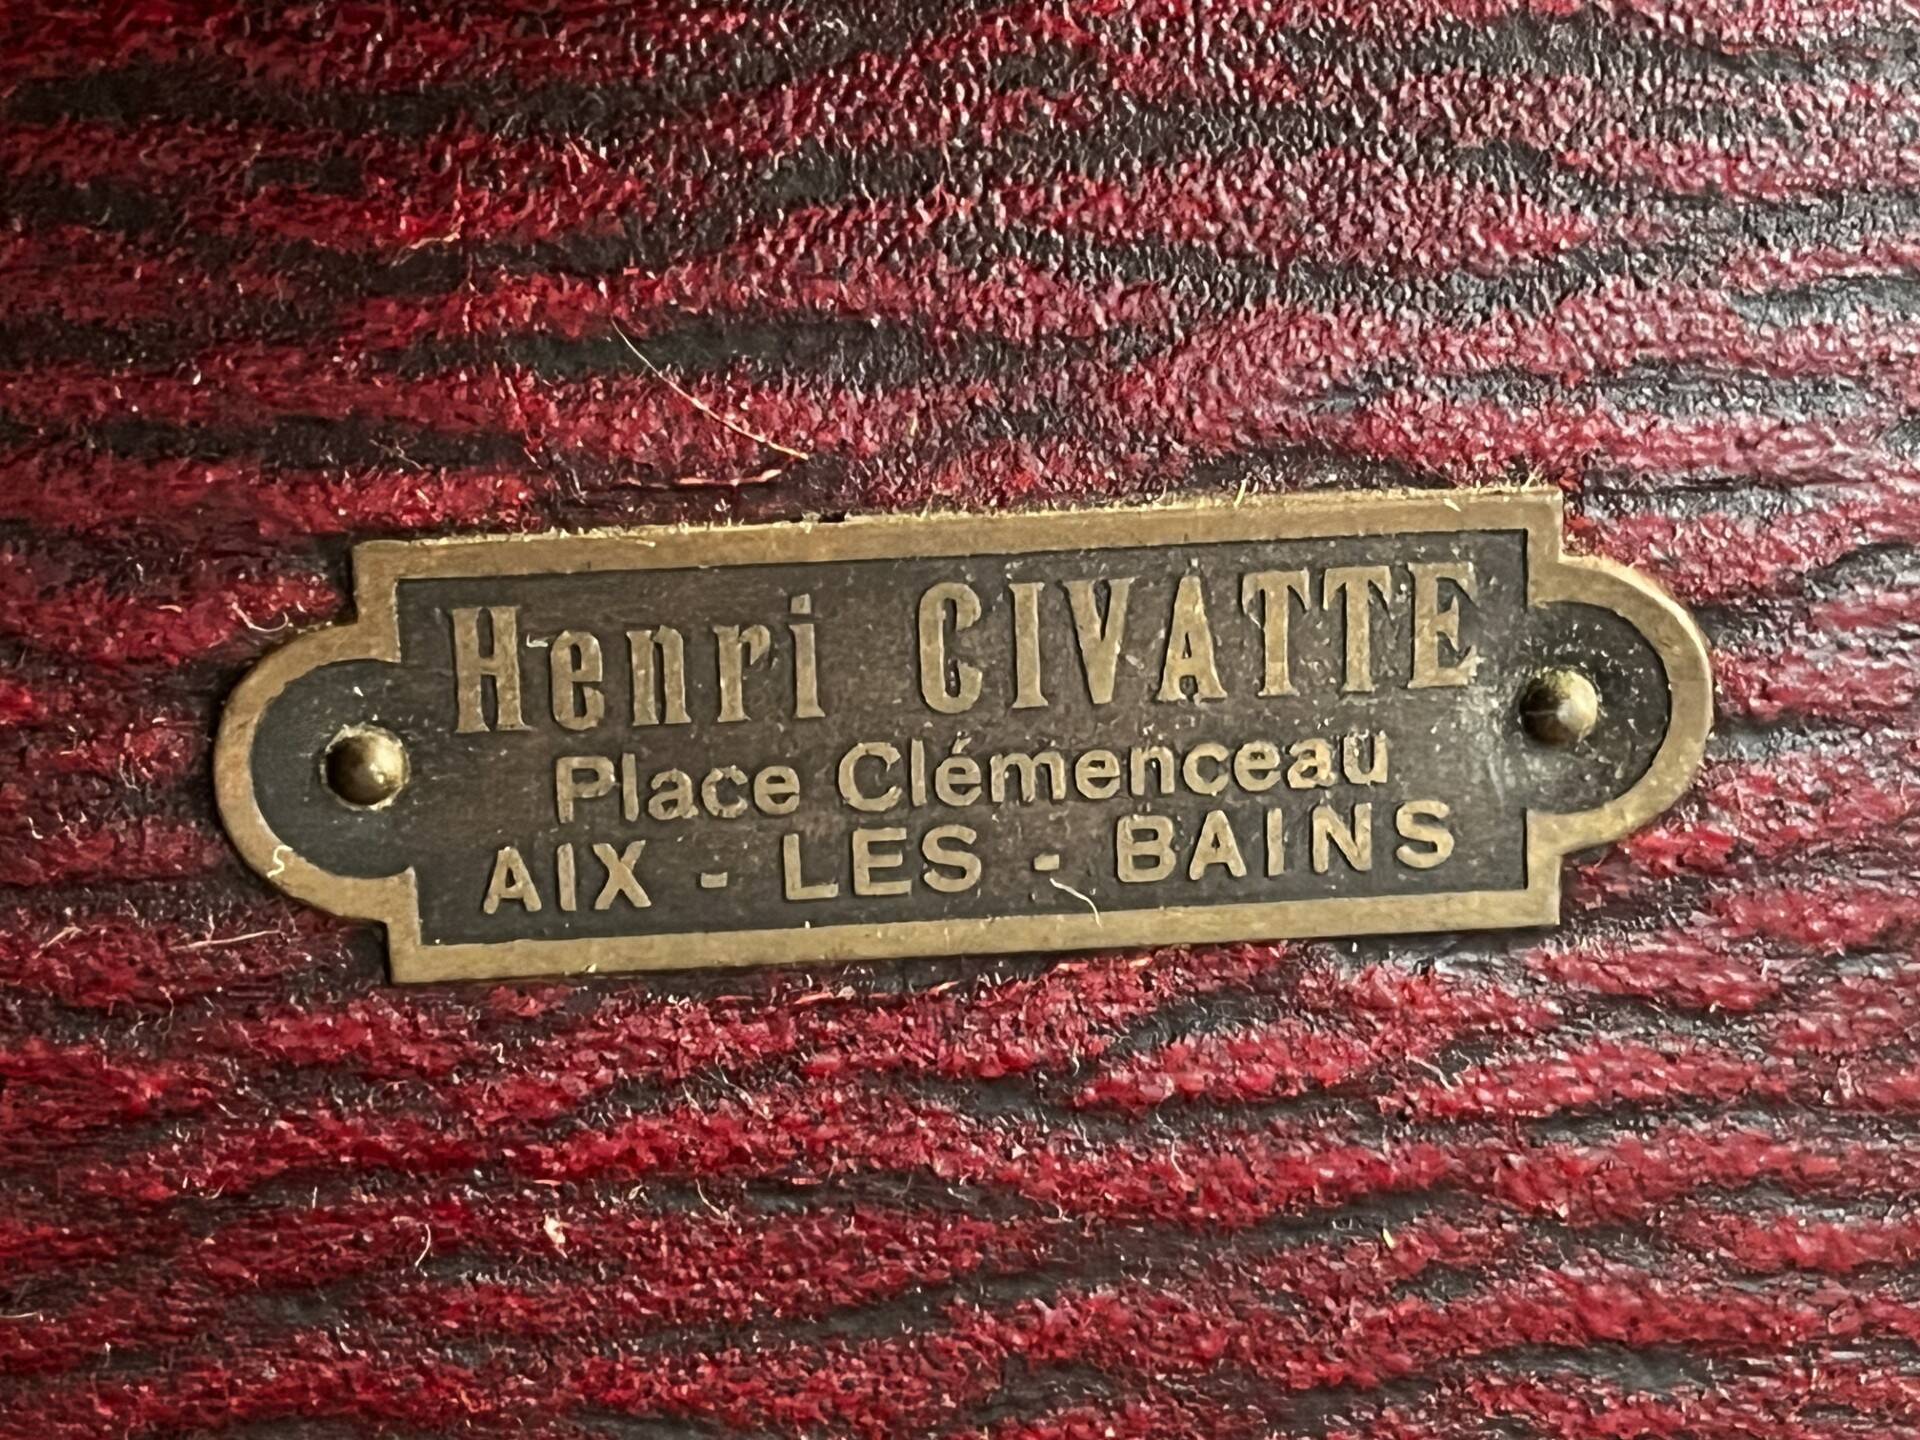 Henri CIVATTE
Place Clémenceau
AIX - LES - BAINS